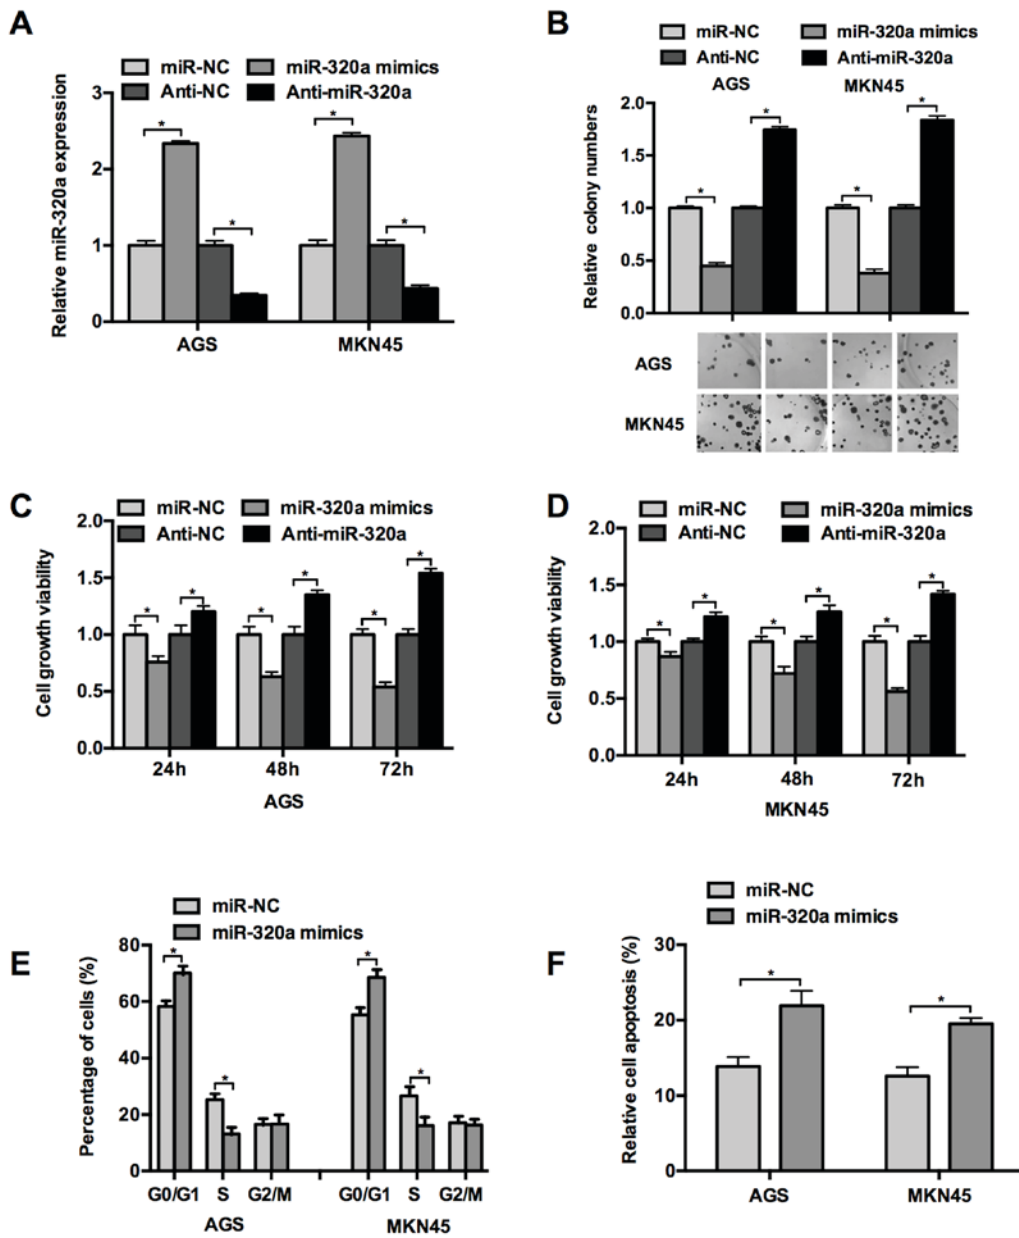 A
miR-NC
miR-320a mimics
Anti-NC
Anti-miR-320a
Relative miR-320a expression
3
2
1
0
*
*
*
*
AGS
MKN45
B
miR-NC
miR-320a mimics
Anti-NC
Anti-miR-320a
AGS
MKN45
Relative colony numbers
2.0
1.5
1.0
0.5
0.0
*
*
*
*
AGS
MKN45
C
miR-NC
miR-320a mimics
Anti-NC
Anti-miR-320a
Cell growth viability
2.0
1.5
1.0
0.5
0.0
*
*
*
*
*
*
24h
48h
72h
AGS
D
miR-NC
miR-320a mimics
Anti-NC
Anti-miR-320a
Cell growth viability
2.0
1.5
1.0
0.5
0.0
*
*
*
*
*
*
24h
48h
72h
MKN45
E
miR-NC
miR-320a mimics
Percentage of cells (%)
80
60
40
20
0
*
*
*
*
G0/G1
S
G2/M
G0/G1
S
G2/M
AGS
MKN45
F
miR-NC
miR-320a mimics
Relative cell apoptosis (%)
30
20
10
0
*
*
AGS
MKN45